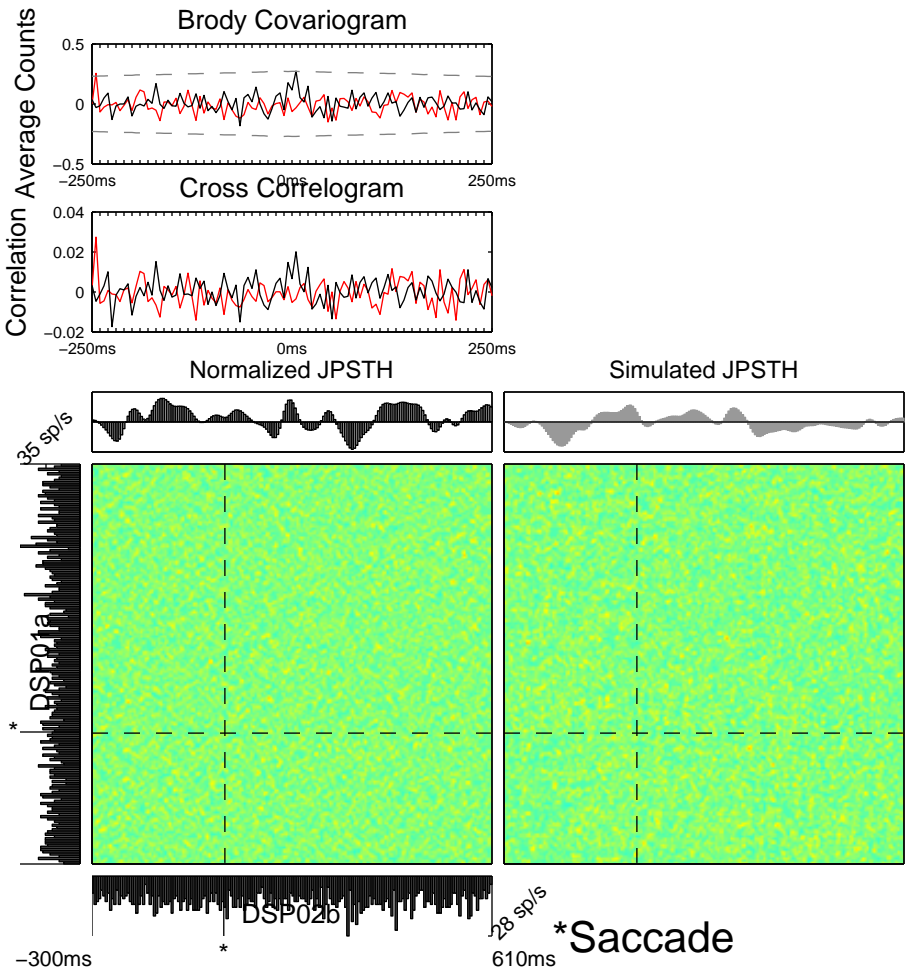 Brody Covariogram
Average Counts
0.5
0
−0.5
−250ms
0ms
250ms
Cross Correlogram
Correlation
0.04
0.02
0
−0.02
−250ms
0ms
250ms
Normalized JPSTH
Simulated JPSTH
35 sp/s
DSP01a
*
DSP02b
28 sp/s
*
*Saccade
−300ms
610ms